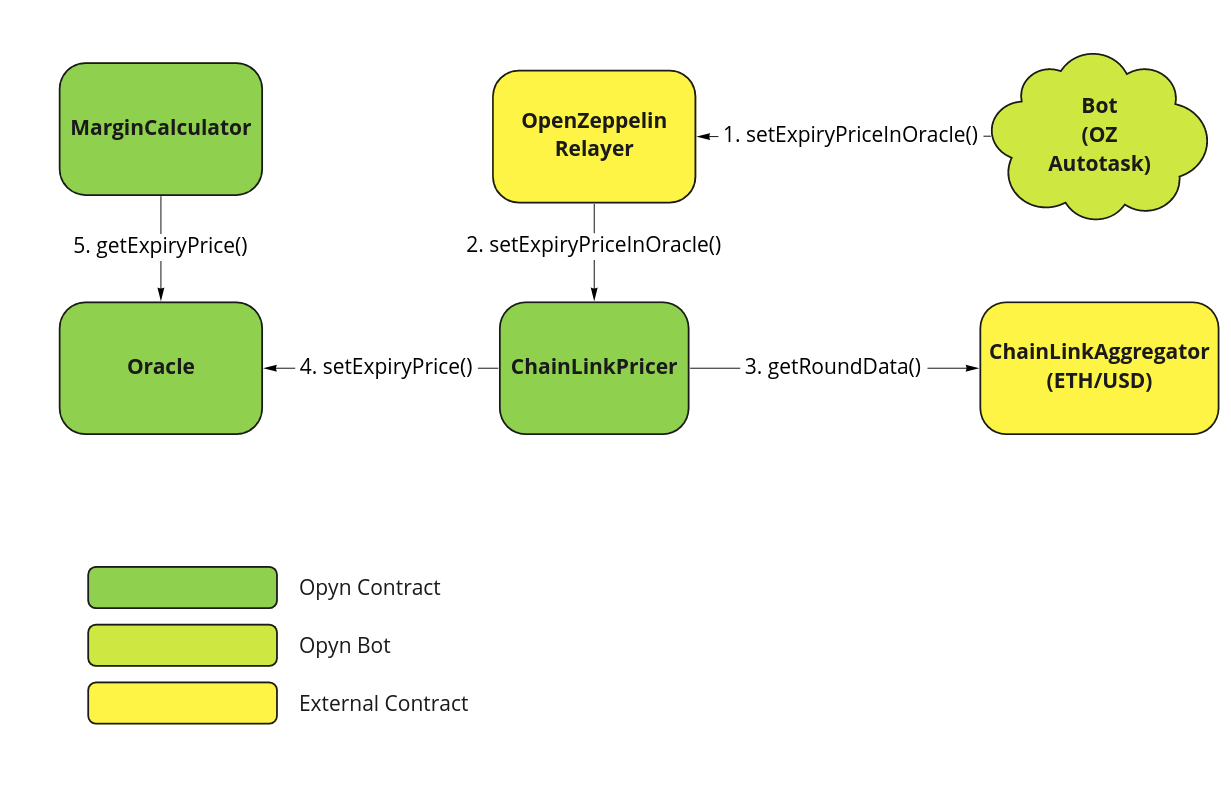 MarginCalculator
OpenZeppelin
Relayer
1. setExpiryPriceInOracle()
Bot
(OZ
Autotask)
5. getExpiryPrice()
2. setExpiryPriceInOracle()
Oracle
4. setExpiryPrice()
ChainLinkPricer
3. getRoundData()
ChainLinkAggregator
(ETH/USD)
Opyn Contract
Opyn Bot
External Contract